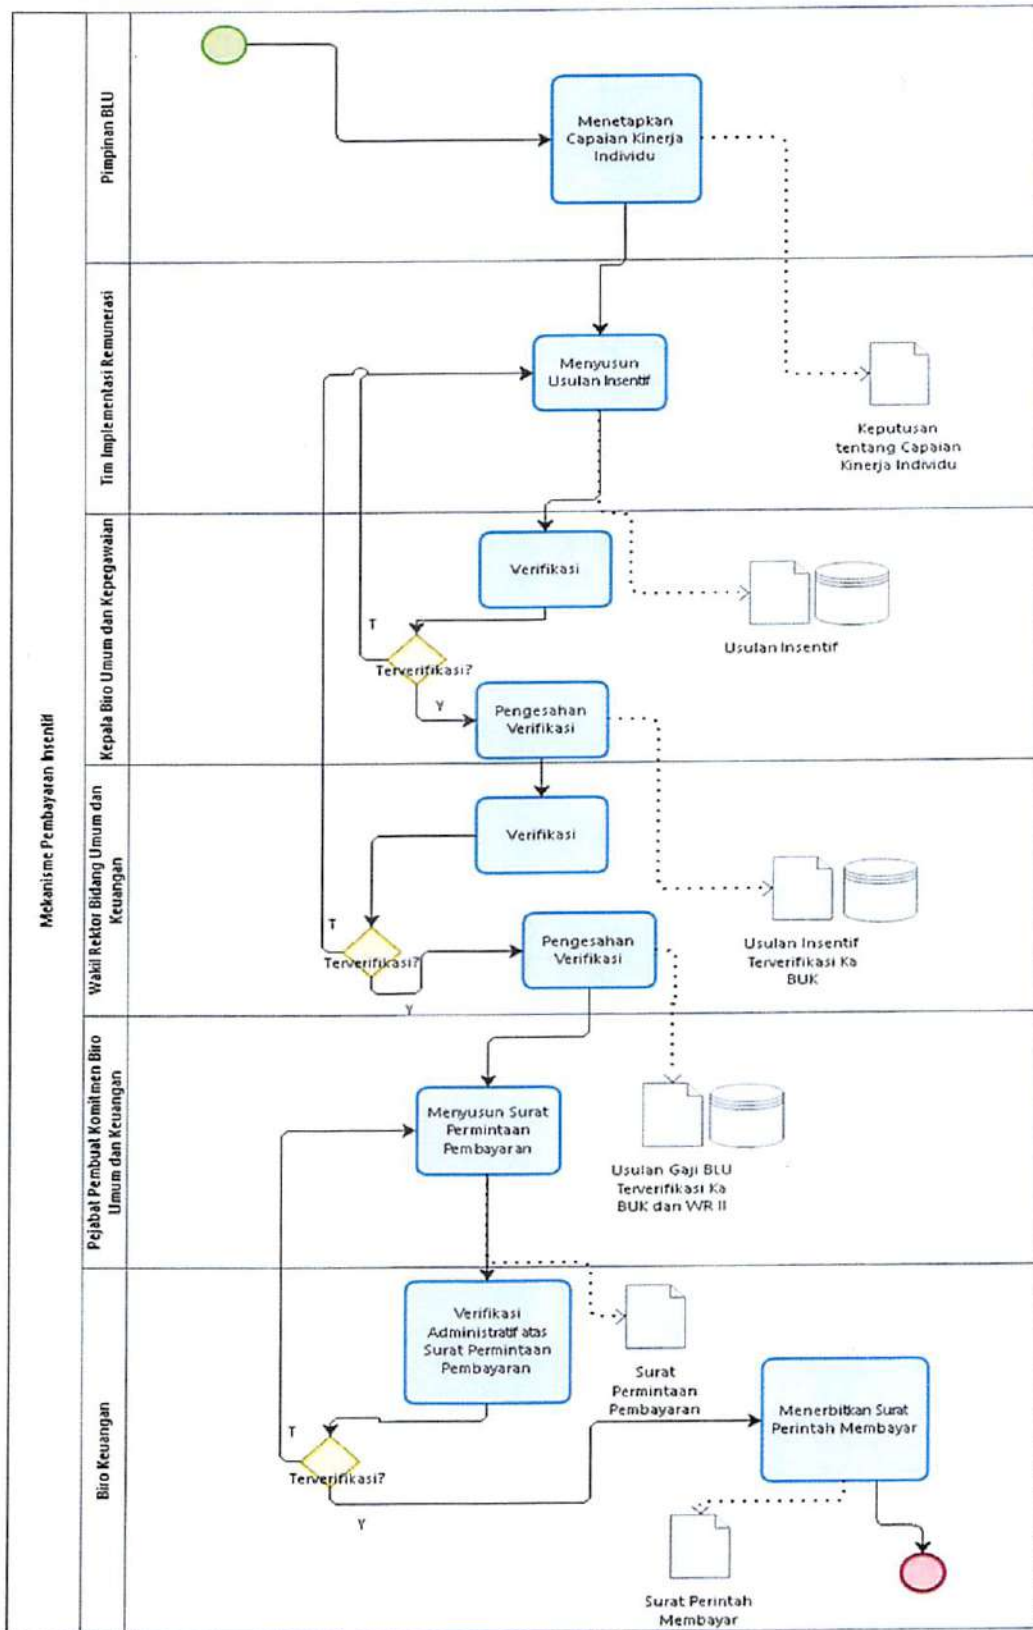 Mekanisme Pembayaran Insentif
Pimpinan BLU
Menetapkan
Capaian Kinerja
Individu
Tim Implementasi Remunerasi
Menyusun
Usulan Insentif
Keputusan
tentang Capaian
Kinerja Individu
Kepala Biro Umum dan Kepegawaian
Verifikasi
Usulan Insentif
T
Terverifikasi?
Y
Pengesahan
Verifikasi
Wakil Rektor Bidang Umum dan
Keuangan
Verifikasi
T
Terverifikasi?
Y
Pengesahan
Verifikasi
Usulan Insentif
Terverifikasi Ka
BUK
Pejabat Pembuat Komitmen Biro
Umum dan Keuangan
Menyusun Surat
Permintaan
Pembayaran
Usulan Gaji BLU
Terverifikasi Ka
BUK dan WR II
Biro Keuangan
Verifikasi
Administratif atas
Surat Permintaan
Pembayaran
Surat
Permintaan
Pembayaran
T
Terverifikasi?
Y
Menerbitkan Surat
Perintah Membayar
Surat Perintah
Membayar